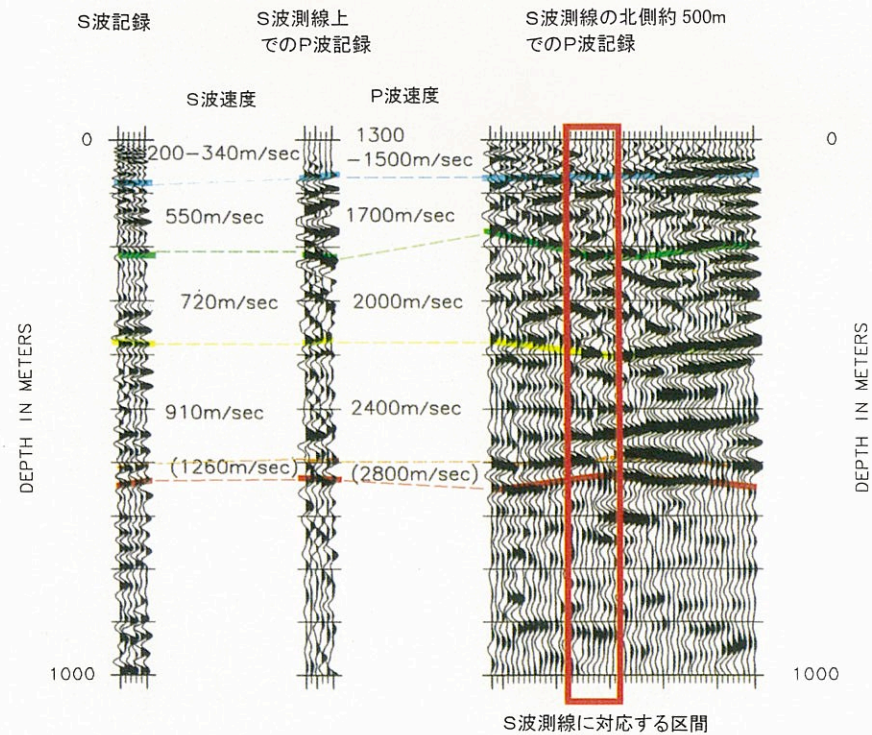 S波記録
S波測線上
でのP波記録
S波測線の北側約 500m
でのP波記録
S波速度
P波速度
0
200-340m/sec
1300
-1500m/sec
0
550m/sec
1700m/sec
720m/sec
2000m/sec
DEPTH IN METERS
DEPTH IN METERS
910m/sec
2400m/sec
(1260m/sec)
(2800m/sec)
1000
1000
S波測線に対応する区間